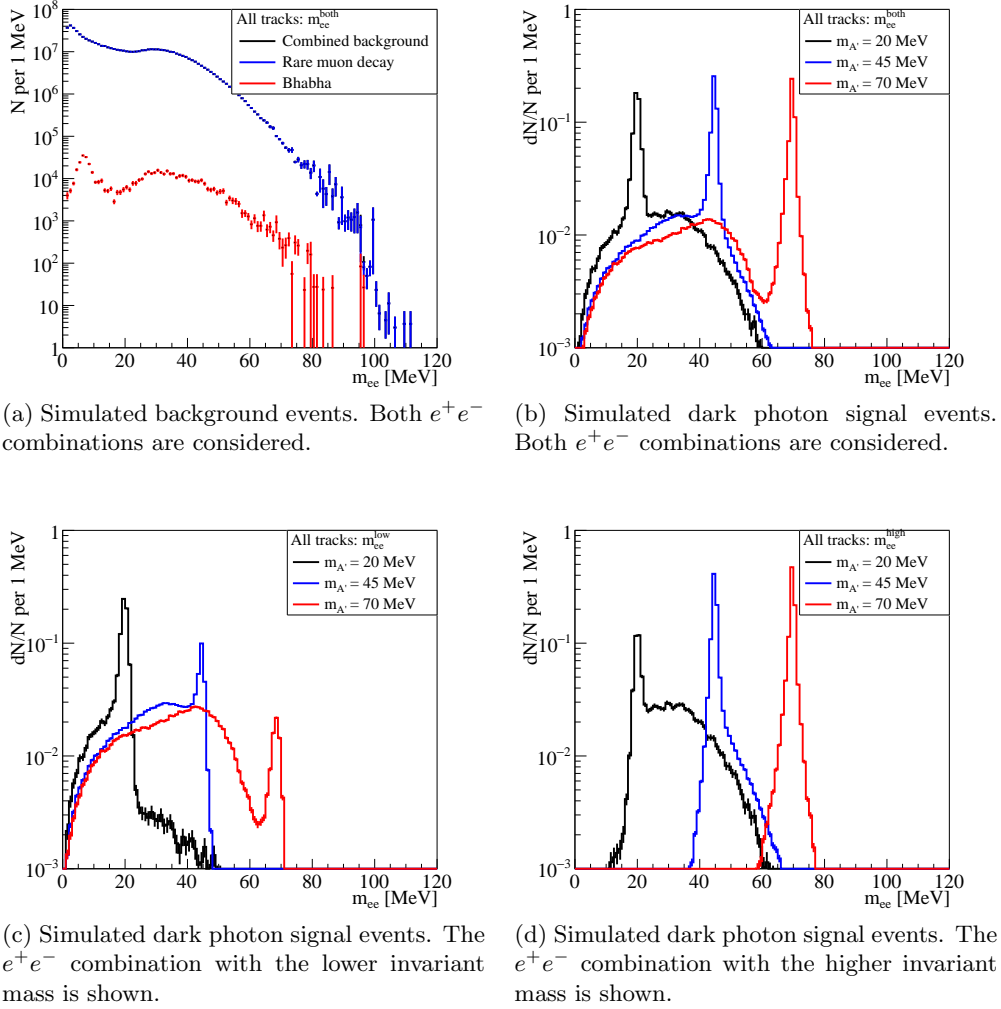 All tracks: m_ee^both
Combined background
Rare muon decay
Bhabha
N per 1 MeV
10^8
10^7
10^6
10^5
10^4
10^3
10^2
10
1
0 20 40 60 80 100 120
m_ee [MeV]
(a) Simulated background events. Both e^+e^−
combinations are considered.
All tracks: m_ee^both
m_A' = 20 MeV
m_A' = 45 MeV
m_A' = 70 MeV
dN/N per 1 MeV
1
10^−1
10^−2
10^−3
0 20 40 60 80 100 120
m_ee [MeV]
(b) Simulated dark photon signal events.
Both e^+e^− combinations are considered.
All tracks: m_ee^low
m_A' = 20 MeV
m_A' = 45 MeV
m_A' = 70 MeV
dN/N per 1 MeV
1
10^−1
10^−2
10^−3
0 20 40 60 80 100 120
m_ee [MeV]
(c) Simulated dark photon signal events. The
e^+e^− combination with the lower invariant
mass is shown.
All tracks: m_ee^high
m_A' = 20 MeV
m_A' = 45 MeV
m_A' = 70 MeV
dN/N per 1 MeV
1
10^−1
10^−2
10^−3
0 20 40 60 80 100 120
m_ee [MeV]
(d) Simulated dark photon signal events. The
e^+e^− combination with the higher invariant
mass is shown.